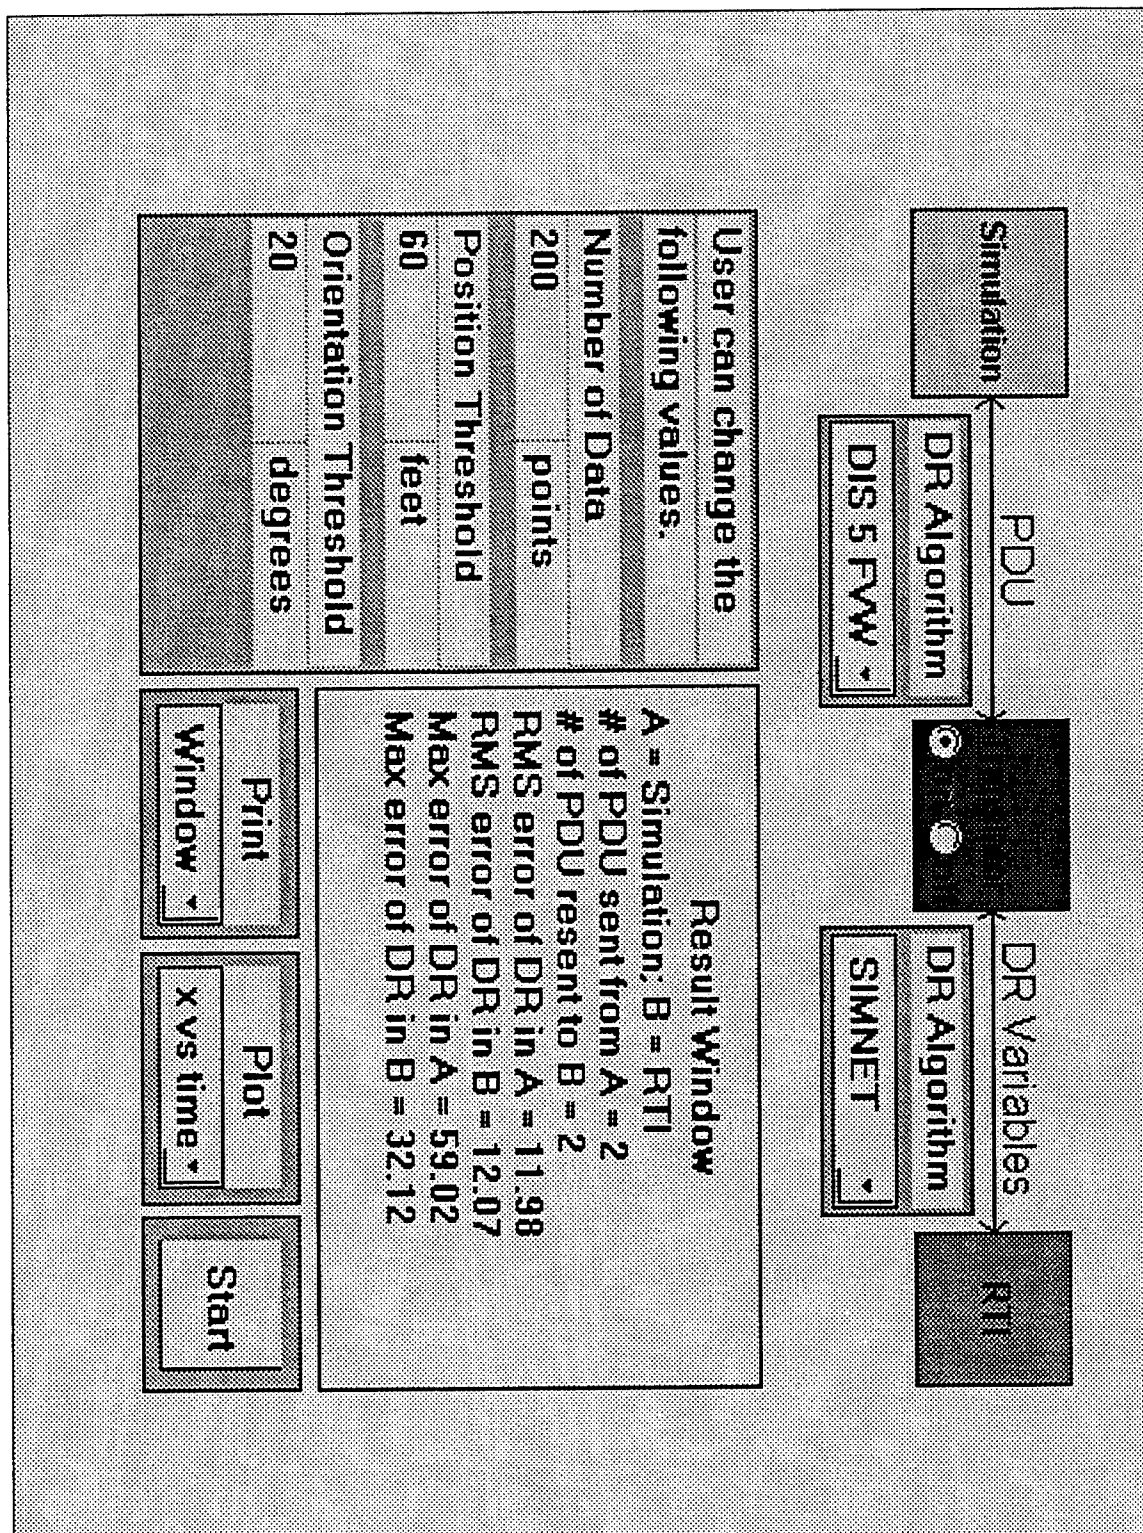 Simulation
PDU
DR Variables
RTI
DR Algorithm
DIS 5 FVW
DR Algorithm
SIMNET
User can change the
following values.
Number of Data
200 points
Position Threshold
60 feet
Orientation Threshold
20 degrees
Result Window
A = Simulation; B = RTI
# of PDU sent from A = 2
# of PDU resent to B = 2
RMS error of DR in A = 11.98
RMS error of DR in B = 12.07
Max error of DR in A = 59.02
Max error of DR in B = 32.12
Print
Window
Plot
x vs time
Start